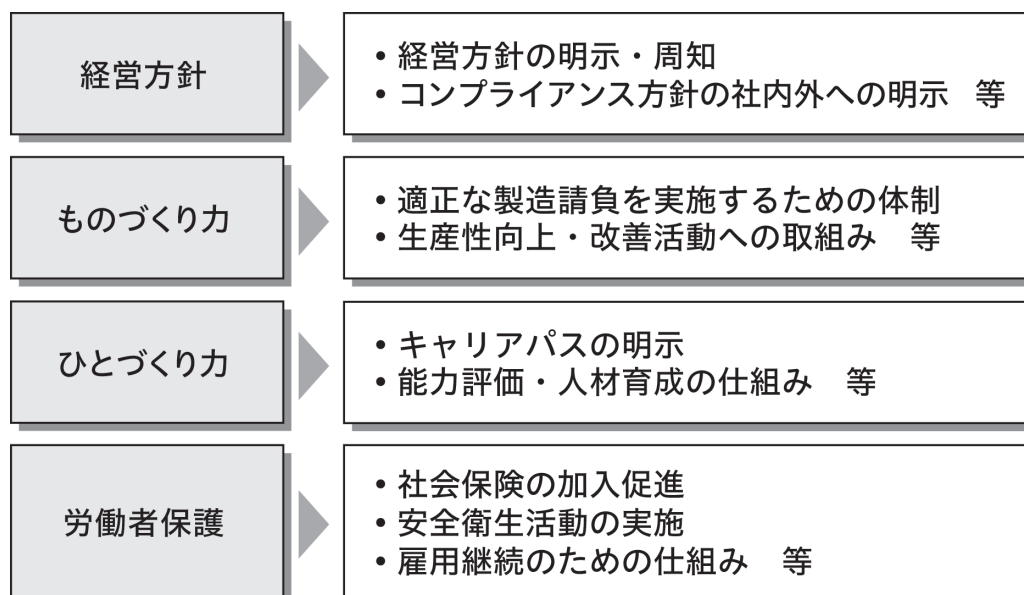 経営方針
・経営方針の明示・周知
・コンプライアンス方針の社内外への明示　等
ものづくり力
・適正な製造請負を実施するための体制
・生産性向上・改善活動への取組み　等
ひとづくり力
・キャリアパスの明示
・能力評価・人材育成の仕組み　等
労働者保護
・社会保険の加入促進
・安全衛生活動の実施
・雇用継続のための仕組み　等